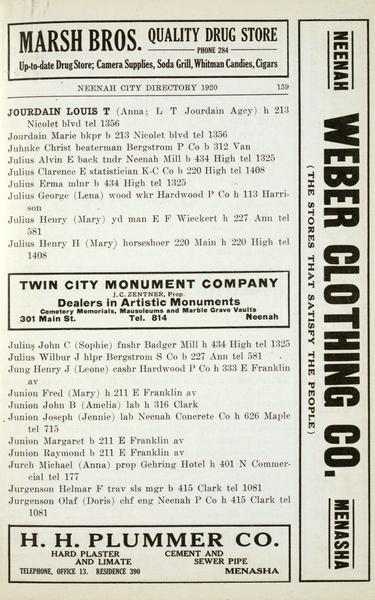 MARSH BROS. QUALITY DRUG STORE
PHONE 284
Up-to-date Drug Store; Camera Supplies, Soda Grill, Whitman Candies, Cigars
NEENAH CITY DIRECTORY 1920 159
JOURDAIN LOUIS T (Anna; L T Jourdain Agey) h 213
Nicolet blvd tel 1356
Jourdain Marie bkpr b 213 Nicolet blvd tel 1356
Juhnke Christ beaterman Bergstrom P Co b 312 Van
Julius Alvin E back tndr Neenah Mill b 434 High tel 1325
Julius Clarence E statistician K-C Co b 220 High tel 1408
Julius Erma mlnr b 434 High tel 1325
Julius George (Lena) wood wkr Hardwood P Co h 113 Harri-
son
Julius Henry (Mary) yd man E F Wieckert h 227 Ann tel
581
Julius Henry H (Mary) horseshoer 220 Main h 220 High tel
1408
TWIN CITY MONUMENT COMPANY
J. C. ZENTNER, Prop.
Dealers in Artistic Monuments
Cemetery Memorials, Mausoleums and Marble Grave Vaults
301 Main St. Tel. 814 Neenah
Julius John C (Sophie) fnshr Badger Mill h 434 High tel 1325
Julius Wilbur J hlpr Bergstrom S Co b 227 Ann tel 581
Jung Henry J (Leone) cashr Hardwood P Co h 333 E Franklin
av
Junion Fred (Mary) h 211 E Franklin av
Junion John B (Amelia) lab h 316 Clark
Junion Joseph (Jennie) lab Neenah Concrete Co h 626 Maple
tel 715
Junion Margaret b 211 E Franklin av
Junion Raymond b 211 E Franklin av
Jurch Michael (Anna) prop Gehring Hotel h 401 N Commer-
cial tel 177
Jurgenson Helmar F trav sls mgr b 415 Clark tel 1081
Jurgenson Olaf (Doris) chf eng Neenah P Co h 415 Clark tel
1081
H. H. PLUMMER CO.
HARD PLASTER CEMENT AND
AND LIMATE SEWER PIPE
TELEPHONE, OFFICE 13. RESIDENCE 390 MENASHA
NEENAH WEBER CLOTHING CO. MENASHA
(THE STORES THAT SATISFY THE PEOPLE)